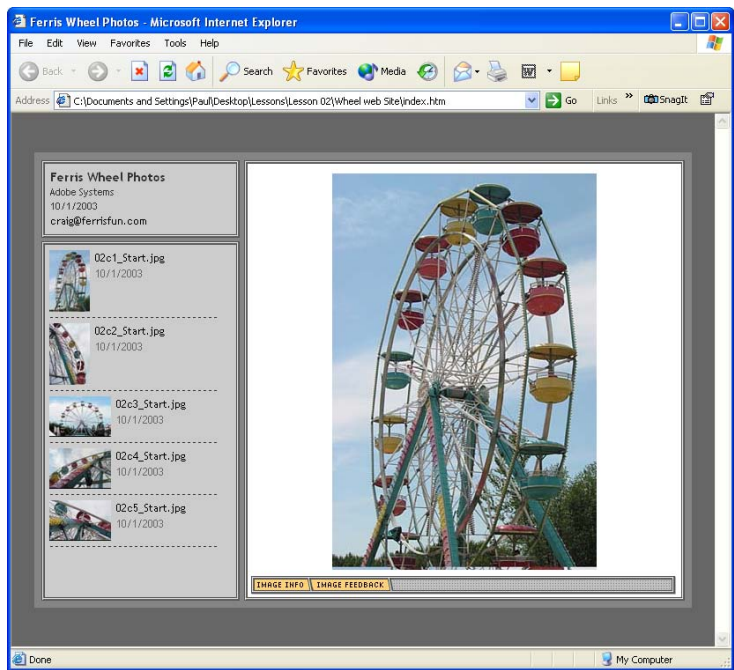 Ferris Wheel Photos - Microsoft Internet Explorer
File Edit View Favorites Tools Help
Back Search Favorites Media
Address C:\Documents and Settings\Paul\Desktop\Lessons\Lesson 02\Wheel web Site\index.htm Go Links » SnagIt
Ferris Wheel Photos
Adobe Systems
10/1/2003
craig@ferrisfun.com
02c1_Start.jpg
10/1/2003
02c2_Start.jpg
10/1/2003
02c3_Start.jpg
10/1/2003
02c4_Start.jpg
10/1/2003
02c5_Start.jpg
10/1/2003
IMAGE INFO IMAGE FEEDBACK
Done My Computer